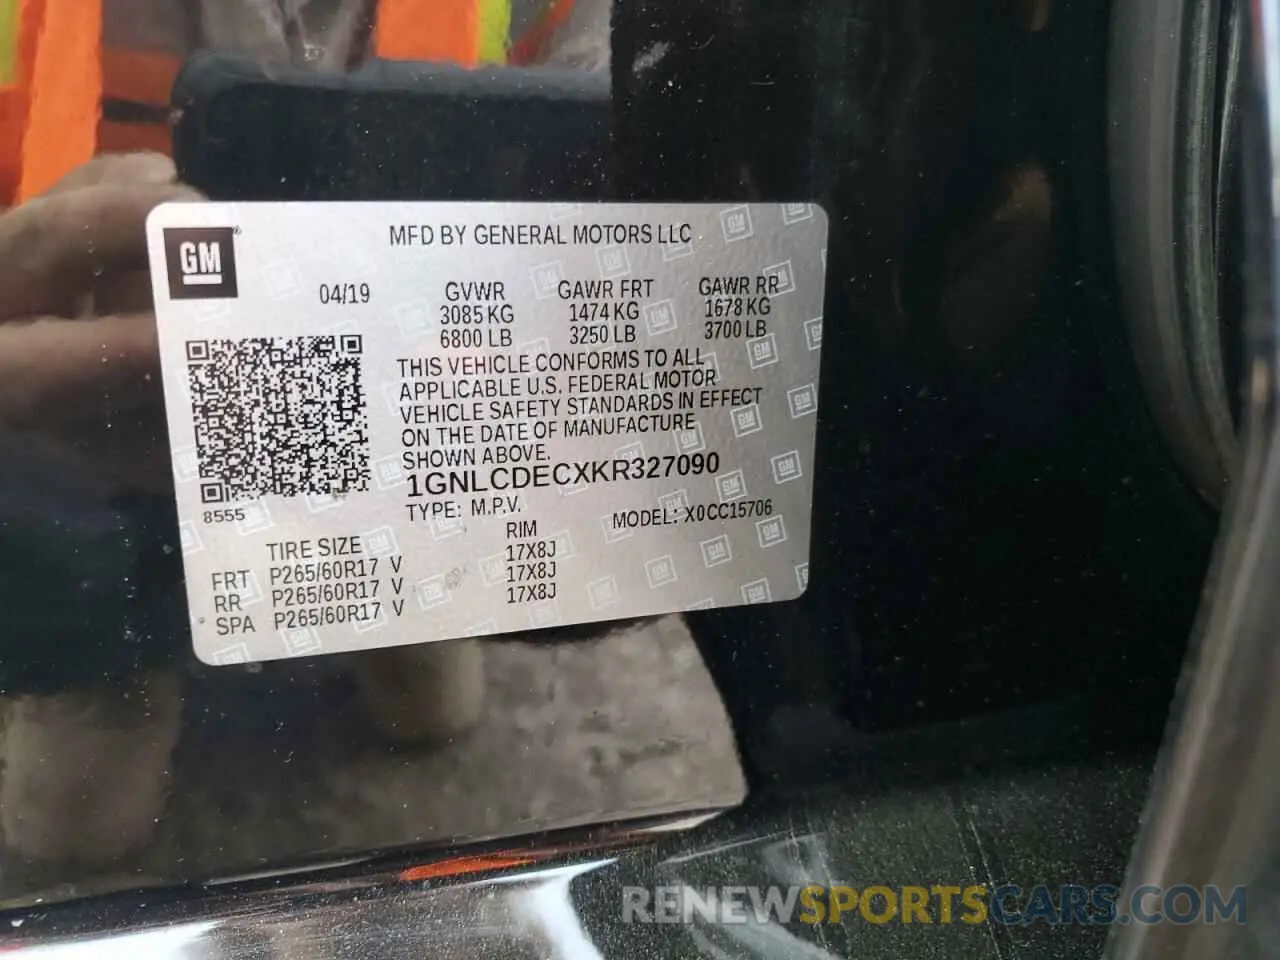 GM
MFD BY GENERAL MOTORS LLC
04/19
GVWR GAWR FRT GAWR RR
3085 KG 1474 KG 1678 KG
6800 LB 3250 LB 3700 LB
THIS VEHICLE CONFORMS TO ALL
APPLICABLE U.S. FEDERAL MOTOR
VEHICLE SAFETY STANDARDS IN EFFECT
ON THE DATE OF MANUFACTURE
SHOWN ABOVE.
1GNLCDECXKR327090
8555
TYPE: M.P.V. MODEL: X0CC15706
TIRE SIZE RIM
FRT P265/60R17 V 17X8J
RR P265/60R17 V 17X8J
SPA P265/60R17 V 17X8J
RENEWSPORTSCARS.COM